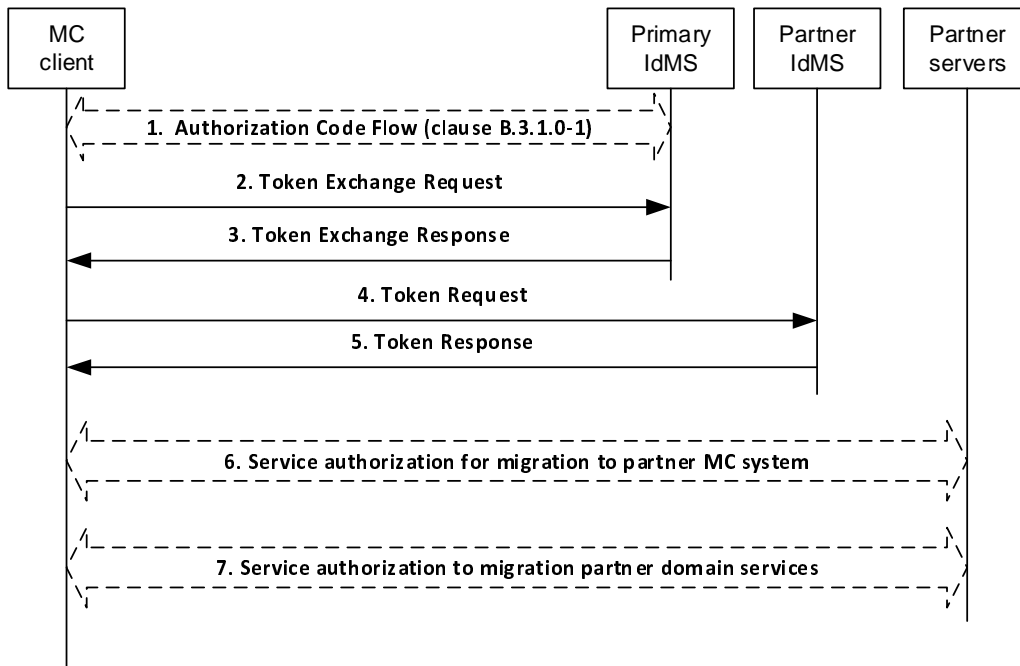 MC
client
Primary
IdMS
Partner
IdMS
Partner
servers
1. Authorization Code Flow (clause B.3.1.0-1)
2. Token Exchange Request
3. Token Exchange Response
4. Token Request
5. Token Response
6. Service authorization for migration to partner MC system
7. Service authorization to migration partner domain services